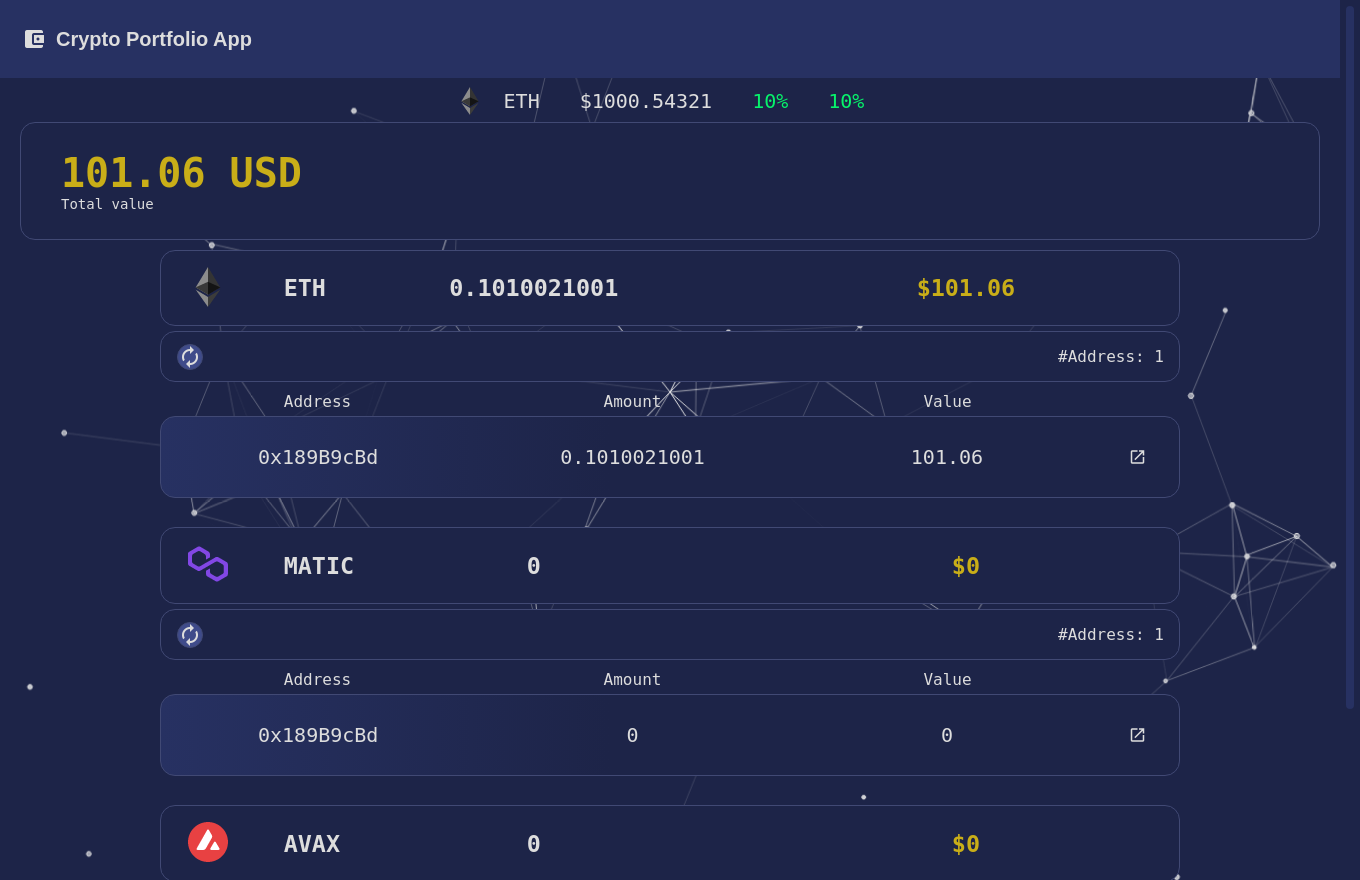 Crypto Portfolio App
ETH $1000.54321 10% 10%
101.06 USD
Total value
ETH 0.1010021001 $101.06
#Address: 1
Address Amount Value
0x189B9cBd 0.1010021001 101.06
MATIC 0 $0
#Address: 1
Address Amount Value
0x189B9cBd 0 0
AVAX 0 $0